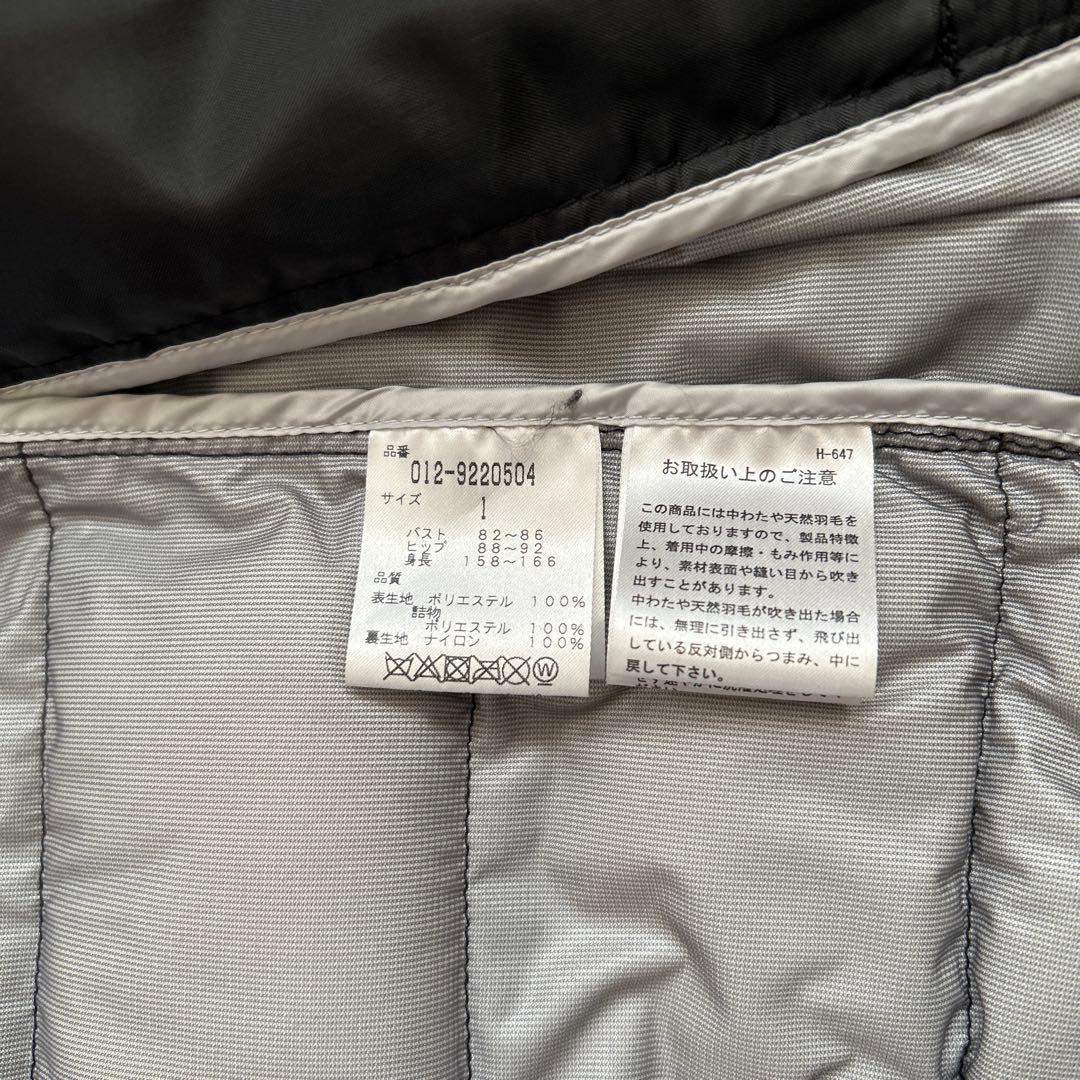 品番
012-9220504
サイズ
1
バスト 82～86
ヒップ 88～92
身長 158～166
品質
表生地 ポリエステル 100%
詰物
ポリエステル 100%
裏生地 ナイロン 100%
W
H-647
お取扱い上のご注意
この商品には中わたや天然羽毛を
使用しておりますので、製品特徴
上、着用中の摩擦・もみ作用等に
より、素材表面や縫い目から吹き
出すことがあります。
中わたや天然羽毛が吹き出た場合
には、無理に引き出さず、飛び出
している反対側からつまみ、中に
戻して下さい。